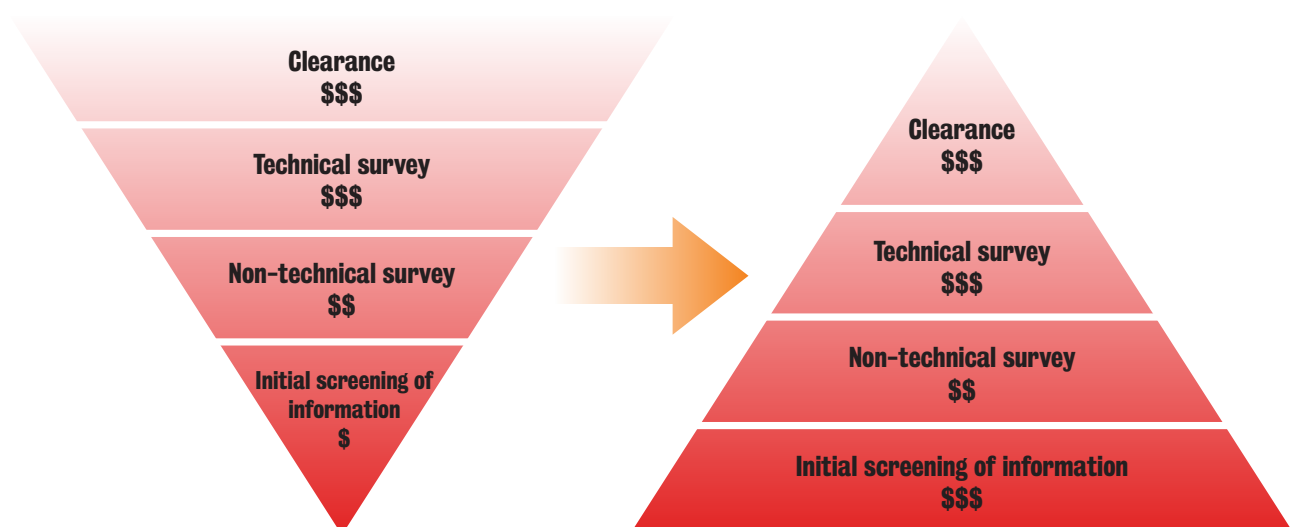 Clearance
$$$
Technical survey
$$$
Non-technical survey
$$
Initial screening of
information
$
Clearance
$$$
Technical survey
$$$
Non-technical survey
$$
Initial screening of information
$$$